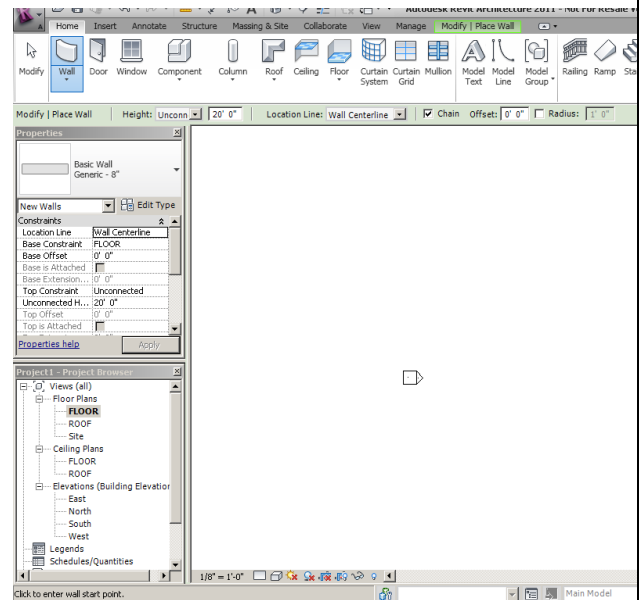 Autodesk Revit Architecture 2011 - Not For Resale
Home Insert Annotate Structure Massing & Site Collaborate View Manage Modify | Place Wall
Modify Wall Door Window Component Column Roof Ceiling Floor Curtain System Curtain Grid Mullion Model Text Model Line Model Group Railing Ramp Sta
Modify | Place Wall Height: Unconn 20' 0" Location Line: Wall Centerline Chain Offset: 0' 0" Radius: 1' 0"
Properties
Basic Wall
Generic - 8"
New Walls Edit Type
Constraints
Location Line Wall Centerline
Base Constraint FLOOR
Base Offset 0' 0"
Base is Attached
Base Extension... 0' 0"
Top Constraint Unconnected
Unconnected H... 20' 0"
Top Offset 0' 0"
Top is Attached
Properties help Apply
Project1 - Project Browser
Views (all)
Floor Plans
FLOOR
ROOF
Site
Ceiling Plans
FLOOR
ROOF
Elevations (Building Elevation
East
North
South
West
Legends
Schedules/Quantities
1/8" = 1'-0"
Click to enter wall start point. Main Model